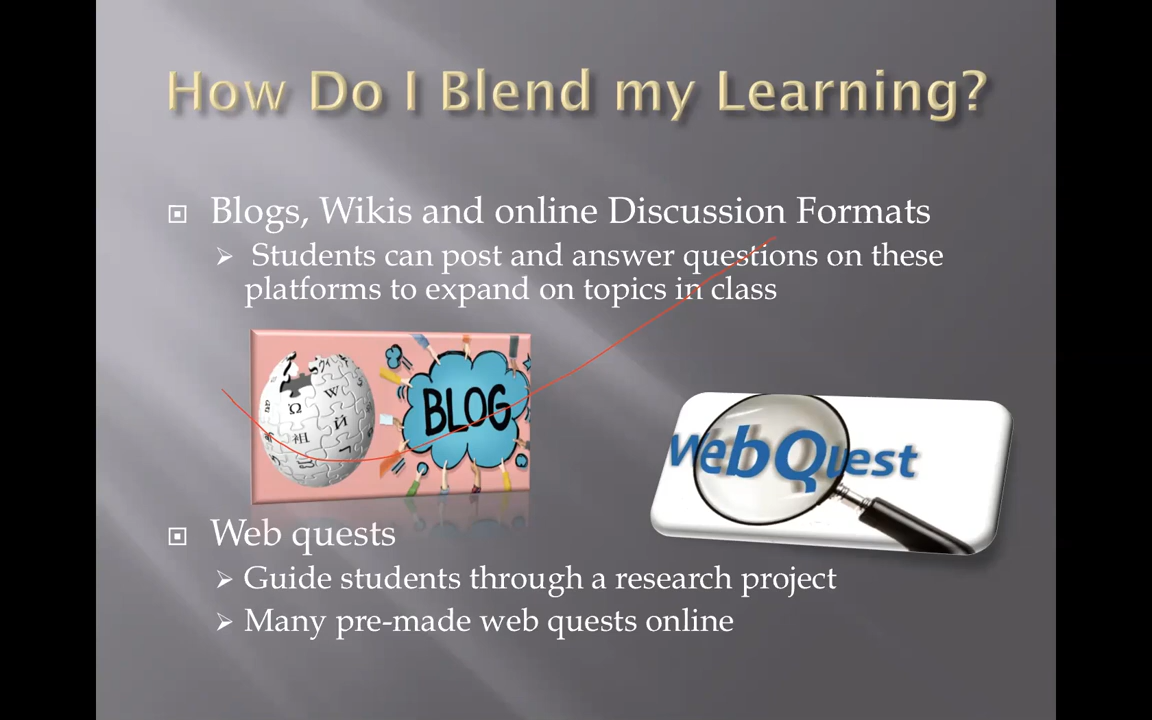 How Do I Blend my Learning?
Blogs, Wikis and online Discussion Formats
Students can post and answer questions on these
platforms to expand on topics in class
Ω W И 祖
BLOG
WebQuest
Web quests
Guide students through a research project
Many pre-made web quests online